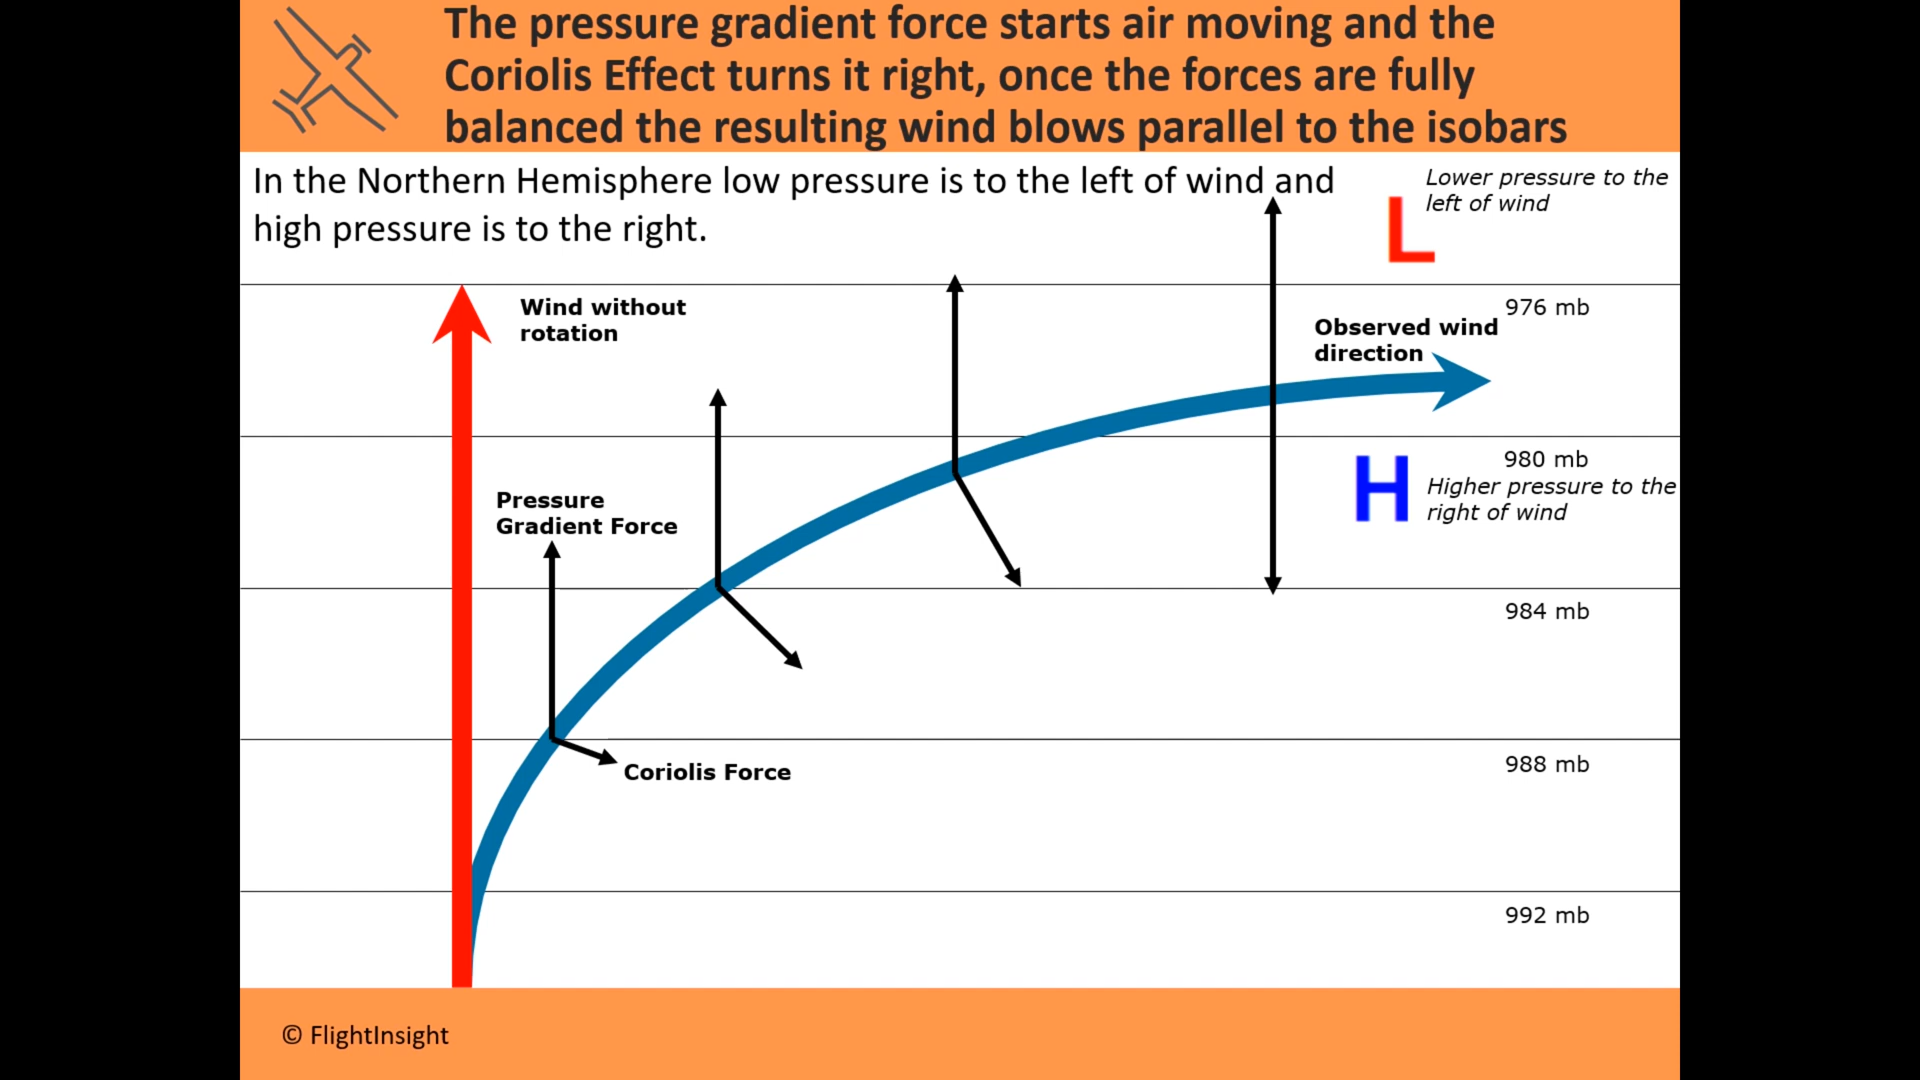 The pressure gradient force starts air moving and the
Coriolis Effect turns it right, once the forces are fully
balanced the resulting wind blows parallel to the isobars
In the Northern Hemisphere low pressure is to the left of wind and
high pressure is to the right.
Lower pressure to the
left of wind
L
Wind without
rotation
976 mb
Observed wind
direction
980 mb
H
Higher pressure to the
right of wind
Pressure
Gradient Force
984 mb
988 mb
Coriolis Force
992 mb
© FlightInsight